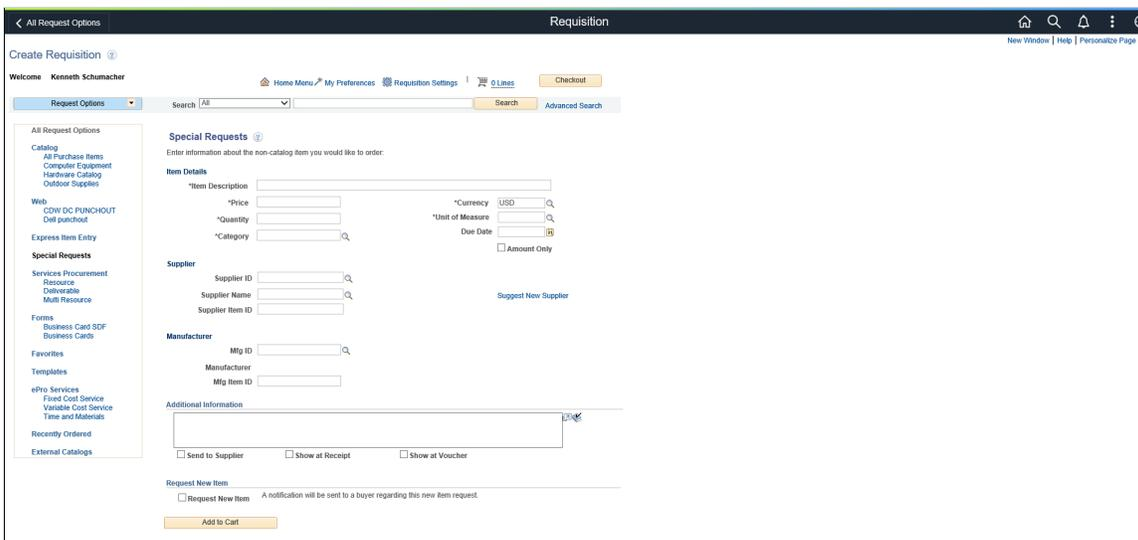 All Request Options
Requisition
New Window | Help | Personalize Page
Create Requisition
Welcome Kenneth Schumacher
Home Menu My Preferences Requisition Settings | 0 Lines Checkout
Request Options
Search All Search Advanced Search
All Request Options
Catalog
All Purchase Items
Computer Equipment
Hardware Catalog
Outdoor Supplies
Web
CDW DC PUNCHOUT
Dell punchout
Express Item Entry
Special Requests
Services Procurement
Resource
Deliverable
Multi Resource
Forms
Business Card SDF
Business Cards
Favorites
Templates
ePro Services
Fixed Cost Service
Variable Cost Service
Time and Materials
Recently Ordered
External Catalogs
Special Requests
Enter information about the non-catalog item you would like to order:
Item Details
*Item Description
*Price *Currency USD
*Quantity *Unit of Measure
*Category Due Date
Amount Only
Supplier
Supplier ID
Supplier Name Suggest New Supplier
Supplier Item ID
Manufacturer
Mfg ID
Manufacturer
Mfg Item ID
Additional Information
Send to Supplier Show at Receipt Show at Voucher
Request New Item
Request New Item A notification will be sent to a buyer regarding this new item request.
Add to Cart